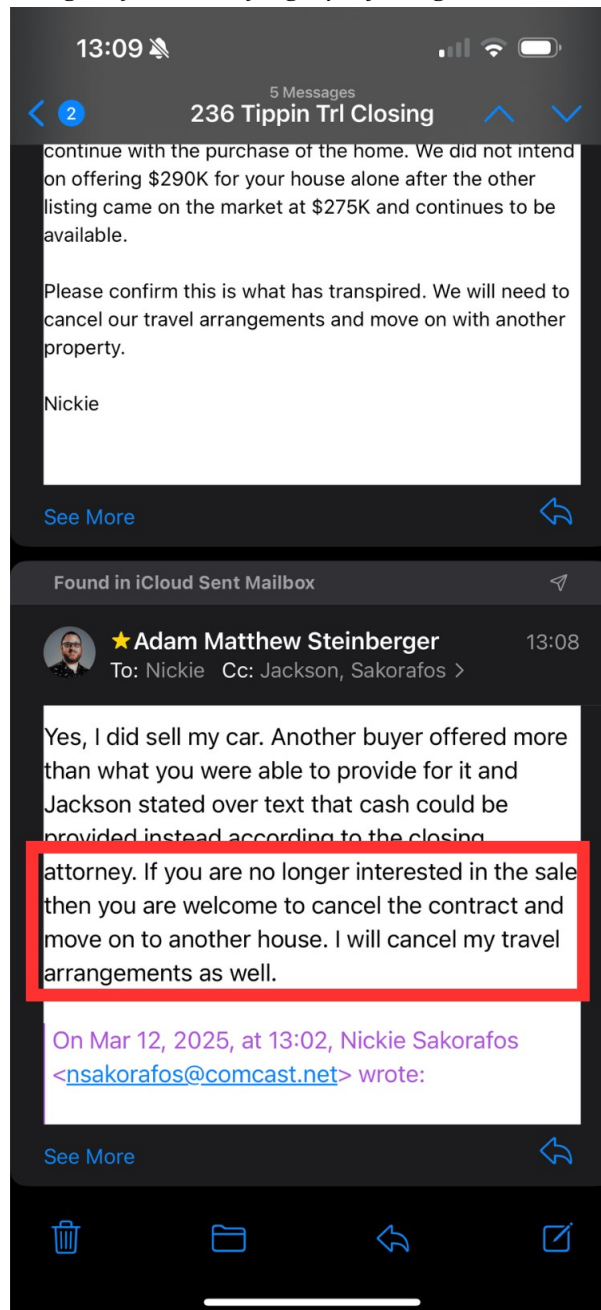 13:09
5 Messages
2
236 Tippin Trl Closing
continue with the purchase of the home. We did not intend
on offering $290K for your house alone after the other
listing came on the market at $275K and continues to be
available.
Please confirm this is what has transpired. We will need to
cancel our travel arrangements and move on with another
property.
Nickie
See More
Found in iCloud Sent Mailbox
Adam Matthew Steinberger 13:08
To: Nickie Cc: Jackson, Sakorafos >
Yes, I did sell my car. Another buyer offered more
than what you were able to provide for it and
Jackson stated over text that cash could be
provided instead according to the closing
attorney. If you are no longer interested in the sale
then you are welcome to cancel the contract and
move on to another house. I will cancel my travel
arrangements as well.
On Mar 12, 2025, at 13:02, Nickie Sakorafos
<nsakorafos@comcast.net> wrote:
See More